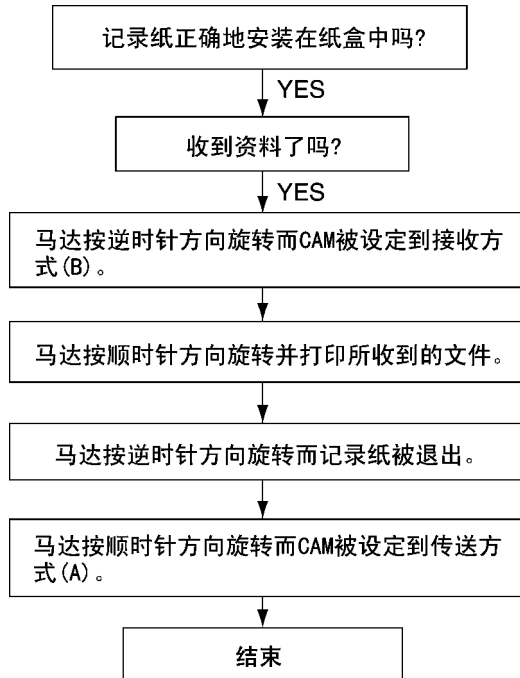 记录纸正确地安装在纸盒中吗?
YES
收到资料了吗?
YES
马达按逆时针方向旋转而CAM被设定到接收方
式(B)。
马达按顺时针方向旋转并打印所收到的文件。
马达按逆时针方向旋转而记录纸被退出。
马达按顺时针方向旋转而CAM被设定到传送方
式(A)。
结束